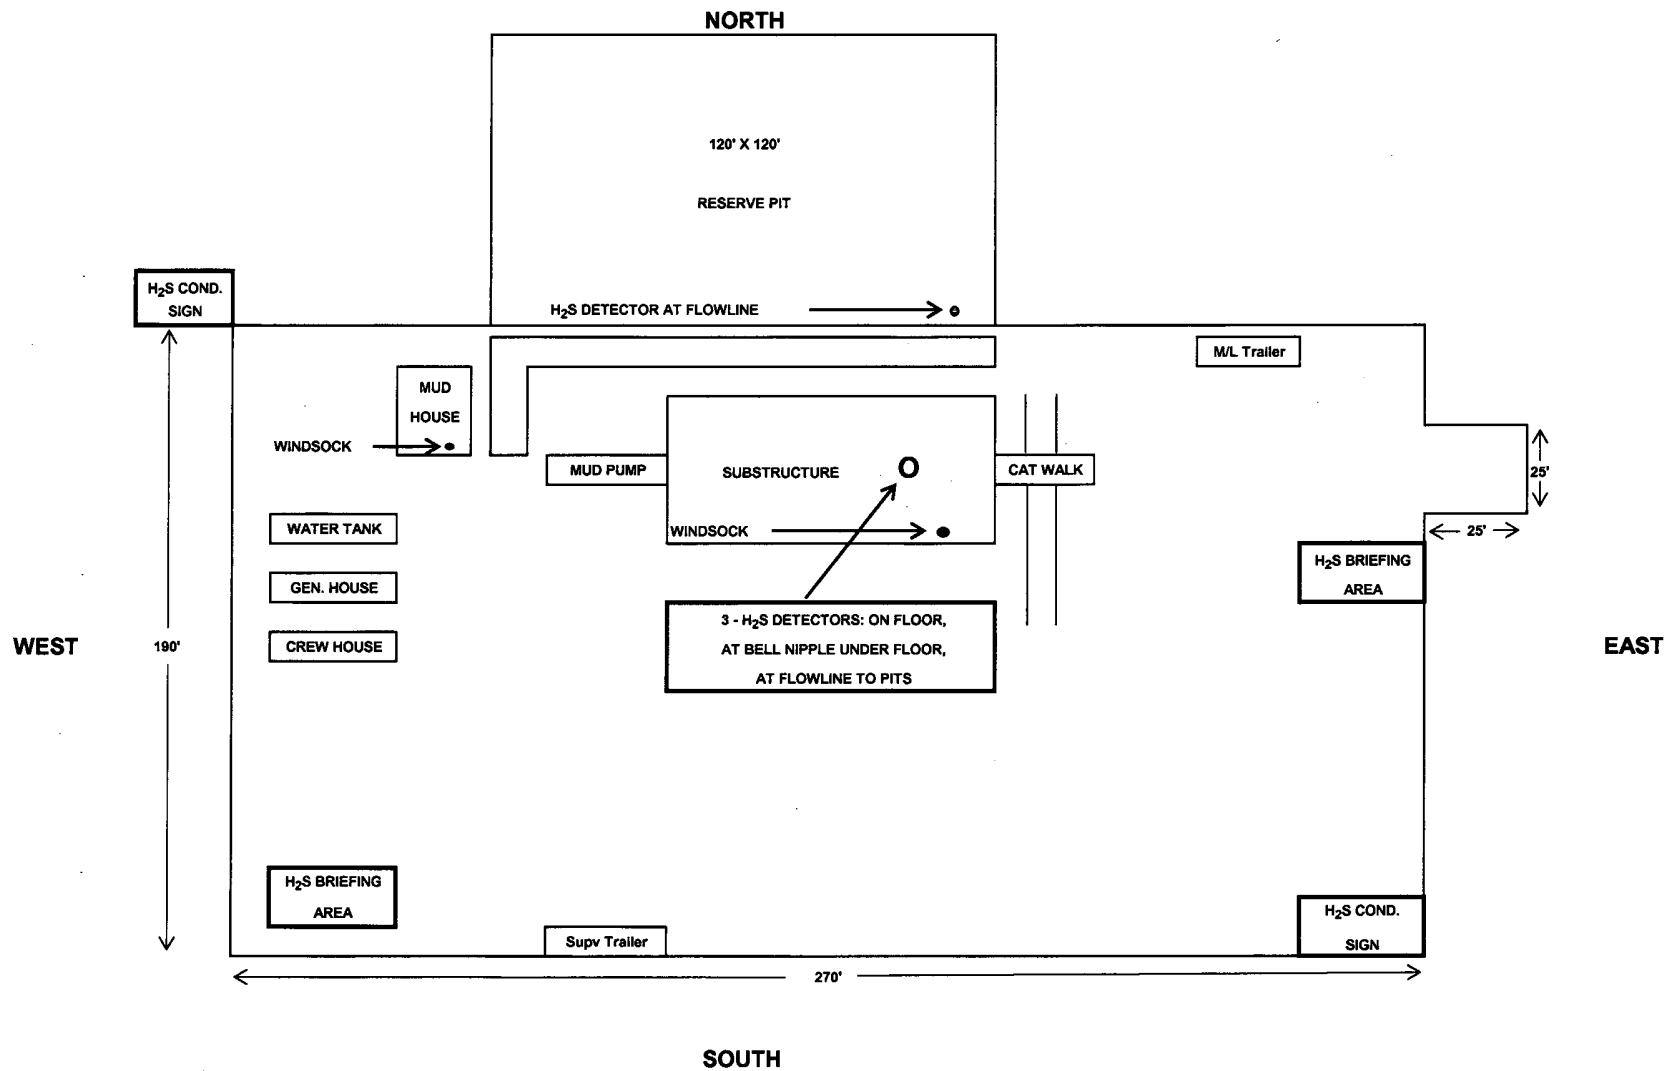 NORTH
120' X 120'
RESERVE PIT
H₂S COND.
SIGN
H₂S DETECTOR AT FLOWLINE
M/L Trailer
MUD
HOUSE
WINDSOCK
MUD PUMP
SUBSTRUCTURE
O
CAT WALK
25'
WINDSOCK
25'
WATER TANK
H₂S BRIEFING
AREA
GEN. HOUSE
3 - H₂S DETECTORS: ON FLOOR,
AT BELL NIPPLE UNDER FLOOR,
AT FLOWLINE TO PITS
WEST
190'
CREW HOUSE
EAST
H₂S BRIEFING
AREA
H₂S COND.
SIGN
Supv Trailer
270'
SOUTH